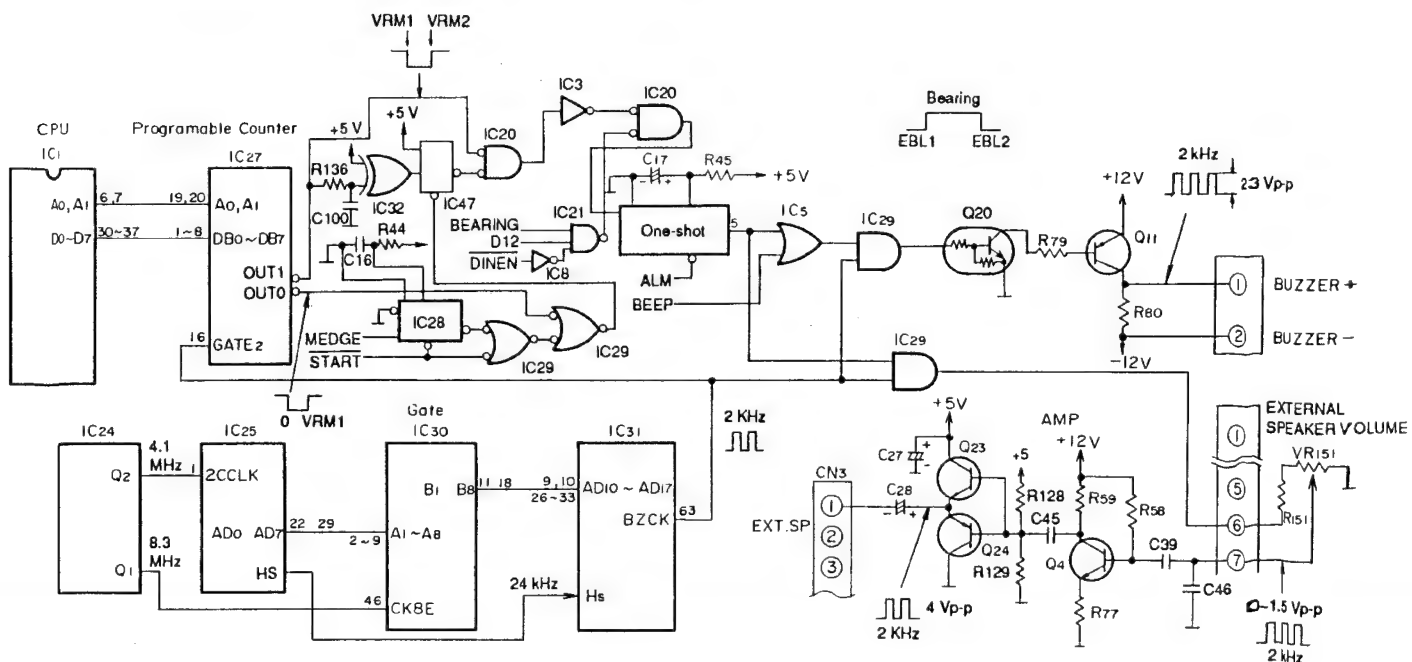 VRM1 VRM2
IC3
IC20
Bearing
EBL1 EBL2
2 kHz
+12V
2.3 Vp-p
CPU
Programable Counter
+5V
+5V
IC20
IC1
IC27
R136
C17
R45
+5V
A0, A1
6,7
19, 20
A0, A1
C100
IC32
IC47
IC21
One-shot
5
IC5
IC29
Q20
R79
Q11
D0~D7
30~37
1~8
DB0~DB7
R44
BEARING
D12
DINEN
IC8
ALM
BEEP
1
BUZZER +
C16
OUT1
OUT0
R80
IC28
2
BUZZER -
16
GATE2
MEDGE
START
IC29
IC29
IC29
-12V
0 VRM1
Gate
2 KHz
+5V
AMP
+12V
EXTERNAL
SPEAKER VOLUME
1
IC24
IC25
IC30
IC31
4.1
MHz
Q2
1
2CCLK
B1 B8
11 18
9, 10
26~33
AD10 ~ AD17
BZCK
63
C27
+
-
Q23
+5
CN3
C28
R128
R59
R58
VR151
5
AD0 AD7
22 29
2~9
A1~A8
1
EXT.SP
2
3
Q24
C45
Q4
C39
6
R151
8.3
MHz
R129
7
Q1
HS
24 kHz
Hs
46
CK8E
4 Vp-p
2 KHz
R77
C46
0~1.5 Vp-p
2 kHz